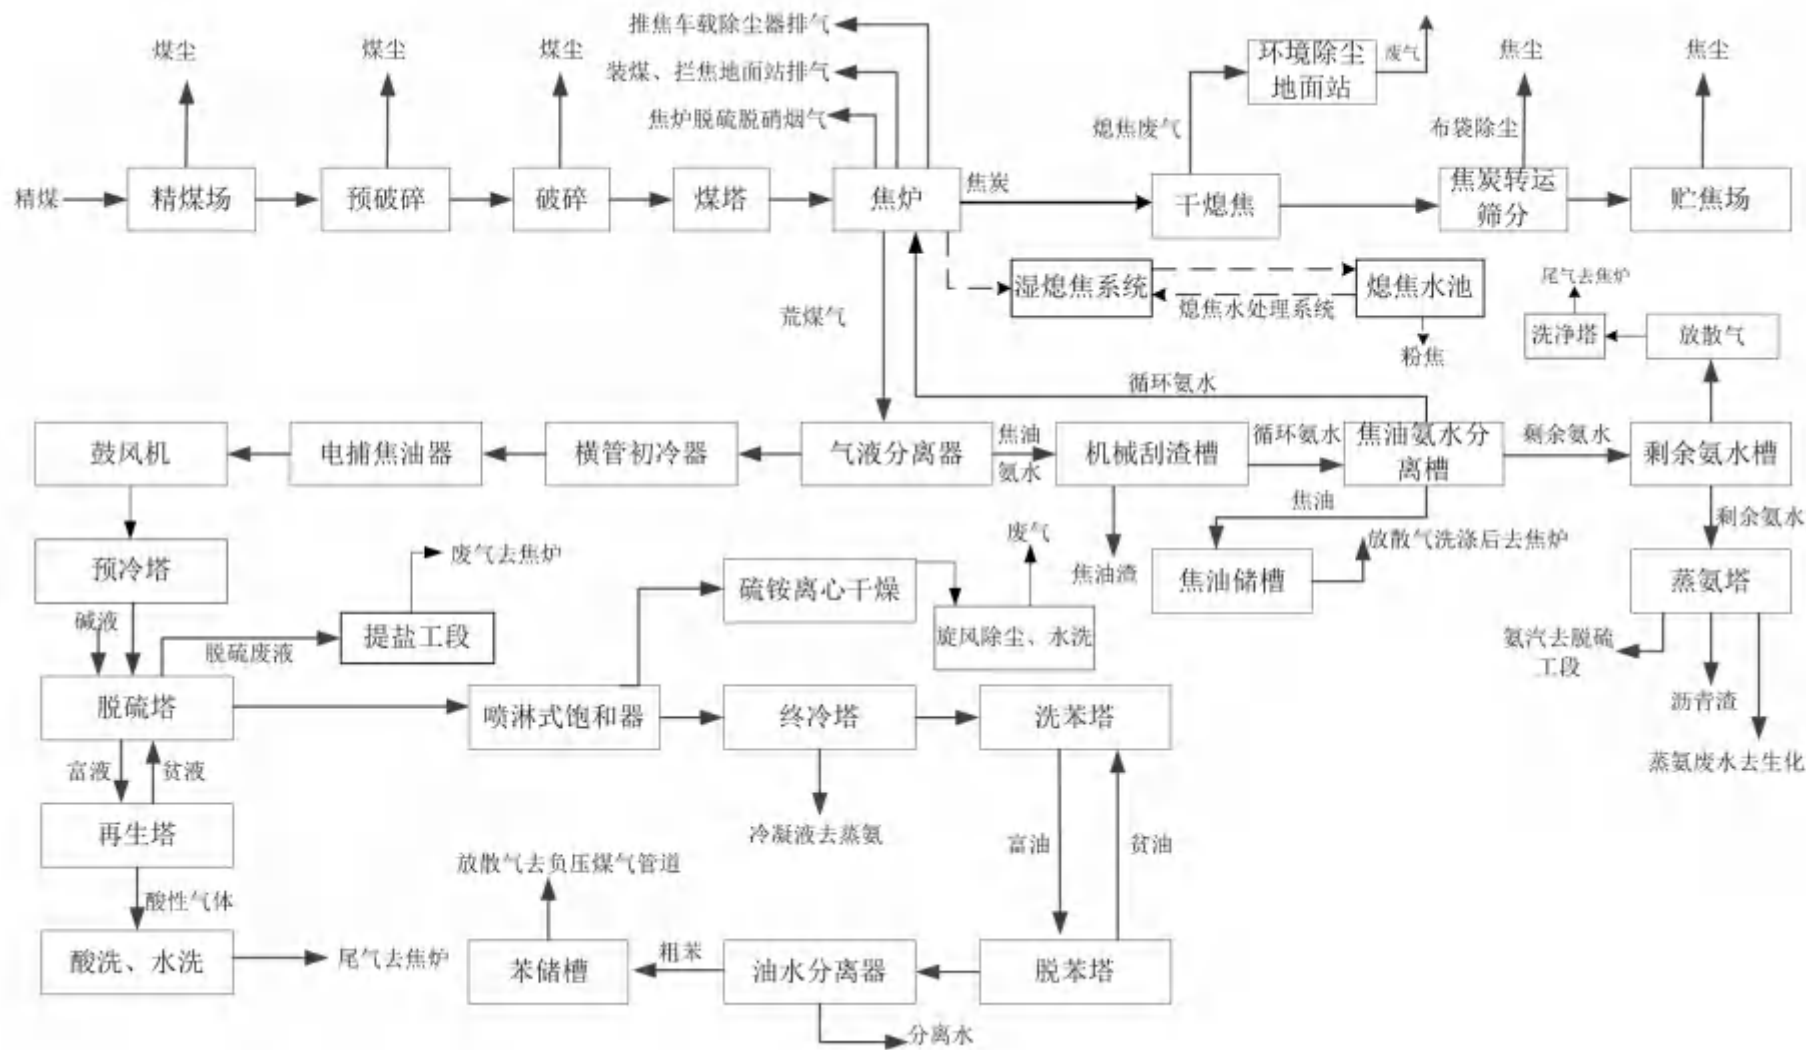 推焦车载除尘器排气
装煤、拦焦地面站排气
焦炉脱硫脱硝烟气
煤尘
煤尘
煤尘
环境除尘
地面站
废气
焦尘
焦尘
熄焦废气
布袋除尘
精煤
精煤场
预破碎
破碎
煤塔
焦炉
焦炭
干熄焦
焦炭转运
筛分
贮焦场
荒煤气
湿熄焦系统
熄焦水处理系统
熄焦水池
粉焦
尾气去焦炉
洗净塔
放散气
循环氨水
鼓风机
电捕焦油器
横管初冷器
气液分离器
焦油
氨水
机械刮渣槽
循环氨水
焦油氨水分
离槽
剩余氨水
剩余氨水槽
焦油
剩余氨水
预冷塔
废气去焦炉
硫铵离心干燥
废气
焦油渣
焦油储槽
放散气洗涤后去焦炉
蒸氨塔
碱液
脱硫废液
提盐工段
旋风除尘、水洗
氨汽去脱硫
工段
沥青渣
蒸氨废水去生化
脱硫塔
喷淋式饱和器
终冷塔
洗苯塔
富液
贫液
再生塔
冷凝液去蒸氨
富油
贫油
酸性气体
放散气去负压煤气管道
酸洗、水洗
尾气去焦炉
苯储槽
粗苯
油水分离器
脱苯塔
分离水